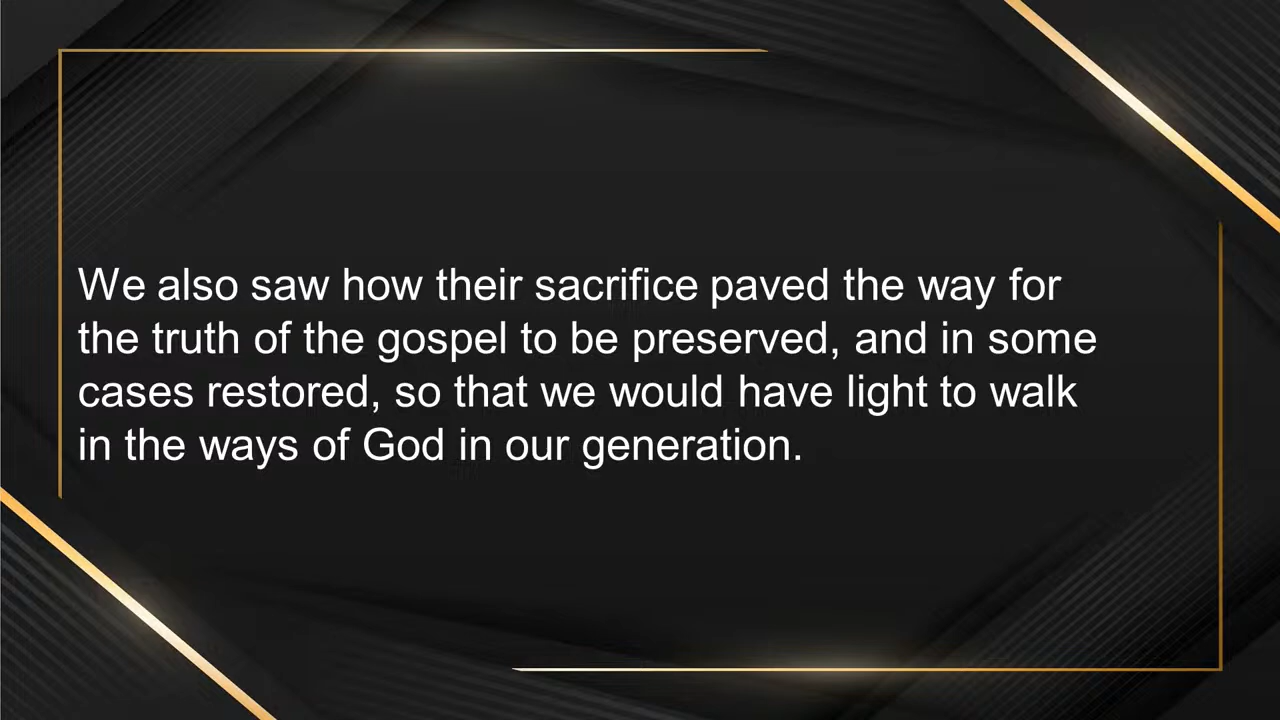 We also saw how their sacrifice paved the way for
the truth of the gospel to be preserved, and in some
cases restored, so that we would have light to walk
in the ways of God in our generation.